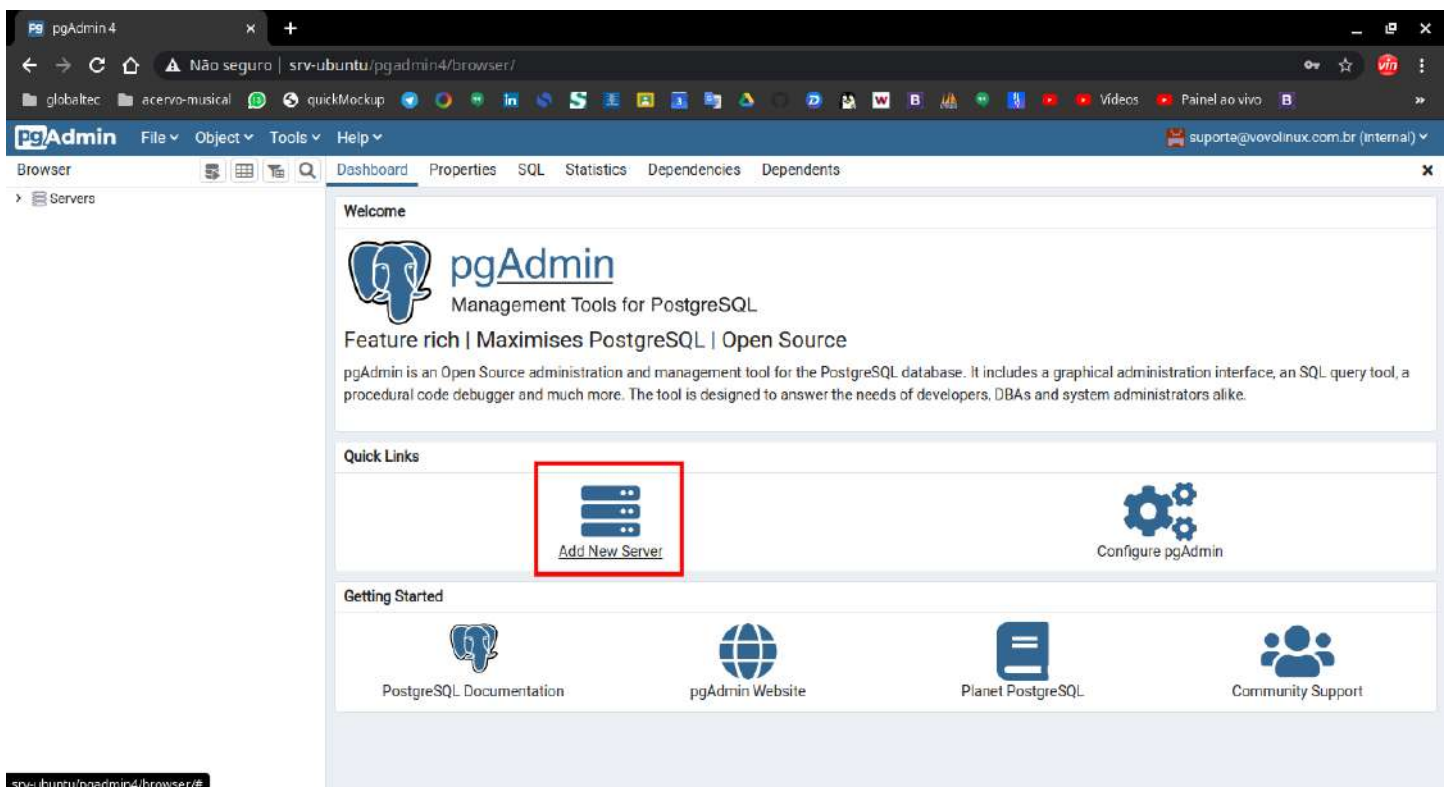 pgAdmin 4
Não seguro | srv-ubuntu/pgadmin4/browser/
globaltec acervo-musical quickMockup Vídeos Painel ao vivo
pgAdmin File Object Tools Help suporte@vovolinux.com.br (internal)
Browser Dashboard Properties SQL Statistics Dependencies Dependents
Servers
Welcome
pgAdmin
Management Tools for PostgreSQL
Feature rich | Maximises PostgreSQL | Open Source
pgAdmin is an Open Source administration and management tool for the PostgreSQL database. It includes a graphical administration interface, an SQL query tool, a
procedural code debugger and much more. The tool is designed to answer the needs of developers, DBAs and system administrators alike.
Quick Links
Add New Server Configure pgAdmin
Getting Started
PostgreSQL Documentation pgAdmin Website Planet PostgreSQL Community Support
srv-ubuntu/pgadmin4/browser/#